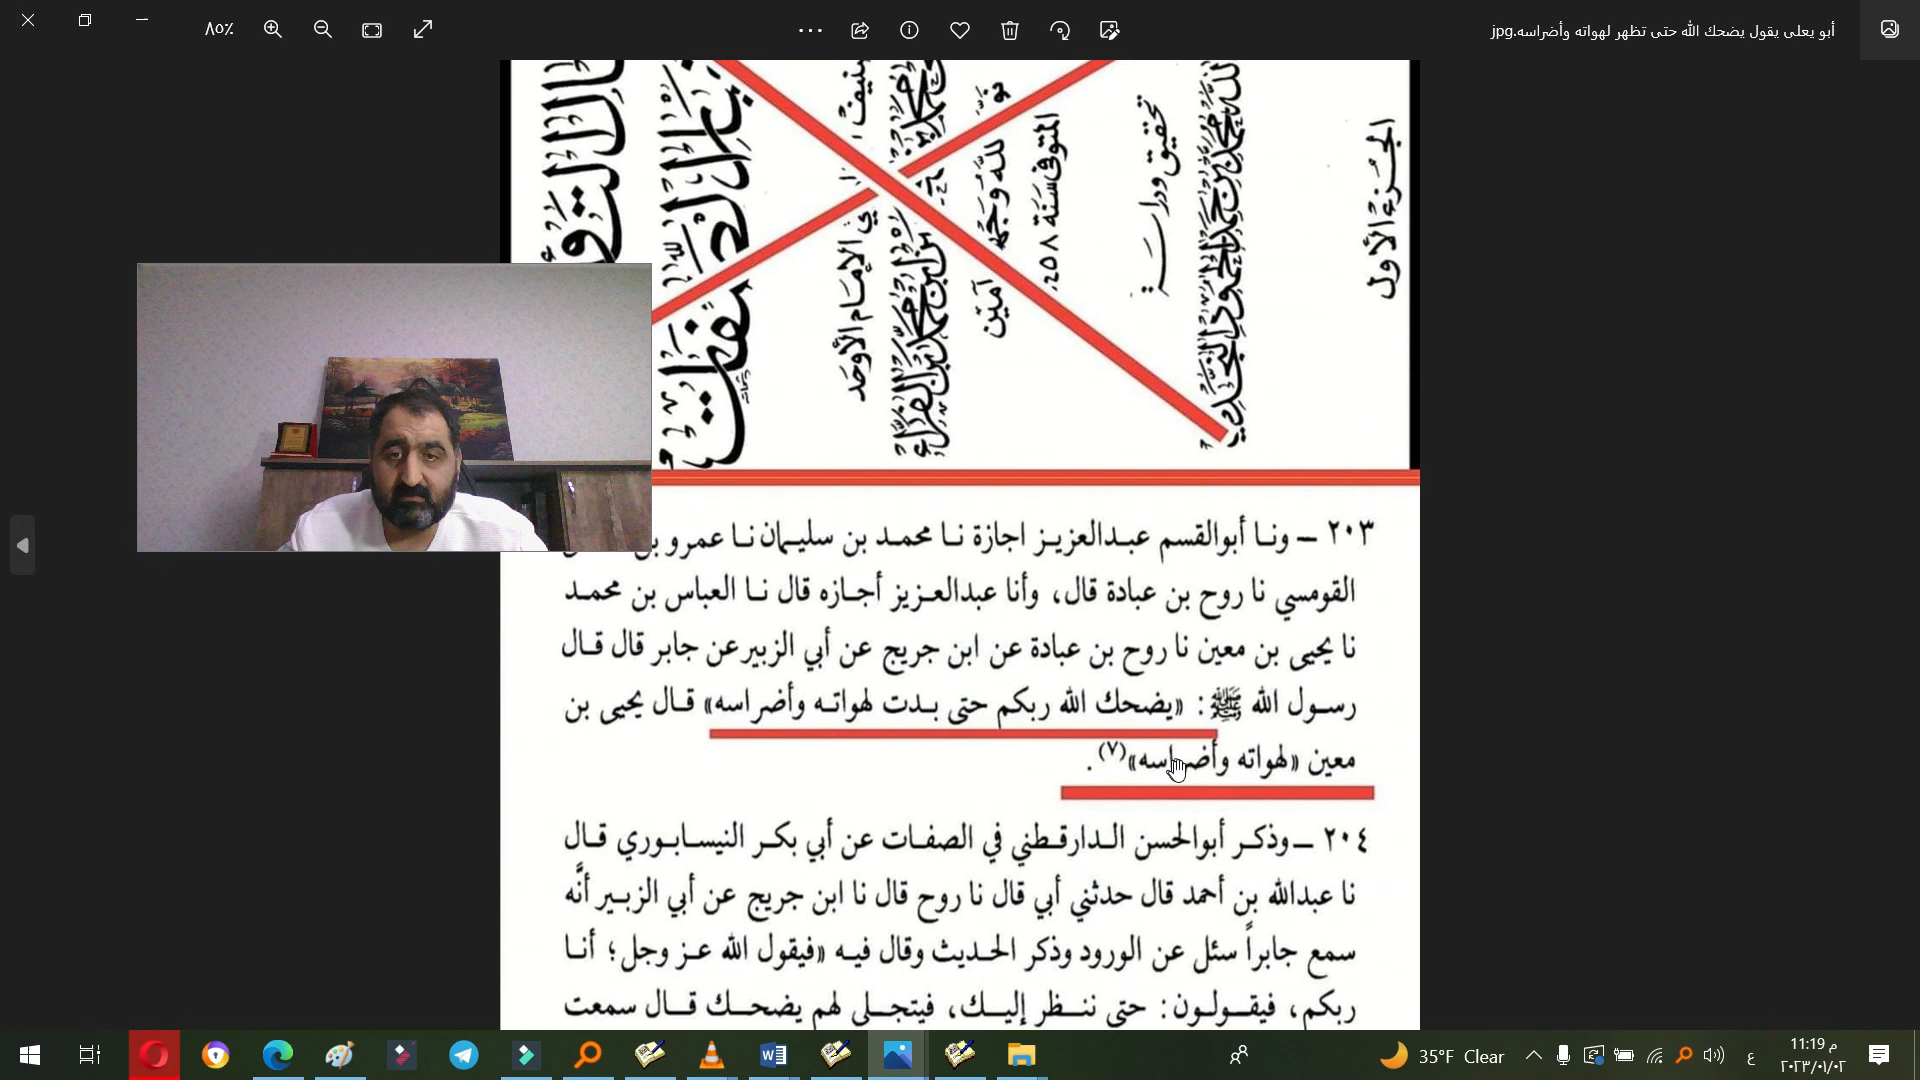 ٨٥٪
أبو يعلى يقول يضحك الله حتى تظهر لهواته وأضراسه.jpg
المتوفى سنة ٤٥٨ هـ
تحقيق ودراسة
الجزء الأول
٢٠٣ – ونا أبوالقسم عبدالعزيز اجازة نا محمد بن سليمان نا عمرو بن
القومسي نا روح بن عبادة قال، وأنا عبدالعزيز أجازه قال نا العباس بن محمد
نا يحيى بن معين نا روح بن عبادة عن ابن جريج عن أبي الزبير عن جابر قال قال
رسول الله ﷺ: «يضحك الله ربكم حتى بدت لهواته وأضراسه» قال يحيى بن
معين «لهواته وأضراسه»(٧).
٢٠٤ – وذكر أبوالحسن الدارقطني في الصفات عن أبي بكر النيسابوري قال
نا عبدالله بن أحمد قال حدثني أبي قال نا روح قال نا ابن جريج عن أبي الزبير أنَّه
سمع جابراً سئل عن الورود وذكر الحديث وقال فيه «فيقول الله عز وجل؛ أنا
ربكم، فيقولون: حتى ننظر إليك، فيتجلى لهم يضحك قال سمعت
35°F Clear
ع
11:19 م
٢٠٢٣/٠١/٠٢